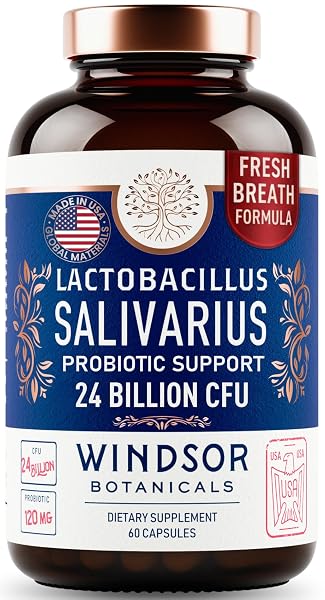 MADE IN USA
GLOBAL MATERIALS
FRESH
BREATH
FORMULA
LACTOBACILLUS
SALIVARIUS
PROBIOTIC SUPPORT
24 BILLION CFU
CFU
24 BILLION
PROBIOTIC
120 MG
WINDSOR
BOTANICALS
USA USA
USA
DIETARY SUPPLEMENT
60 CAPSULES